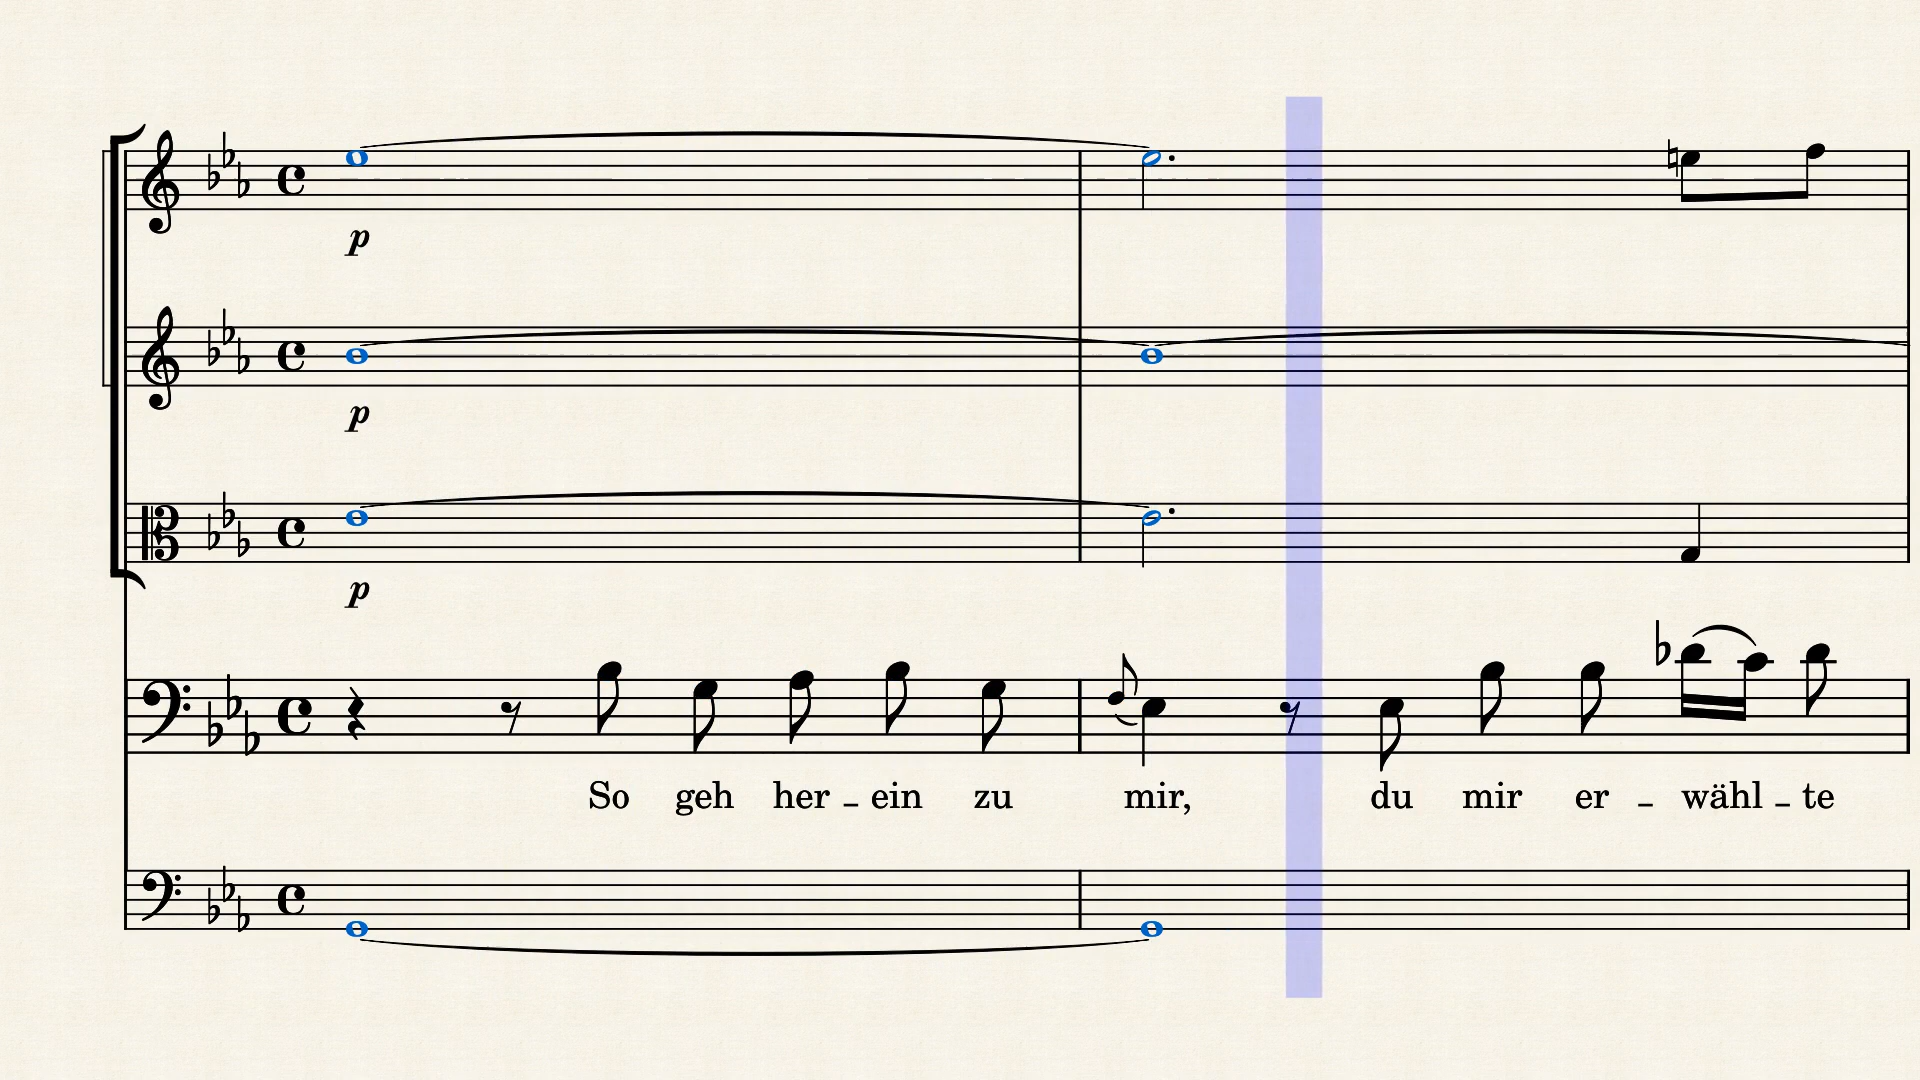 p
p
p
So geh her – ein zu mir, du mir er – wähl – te